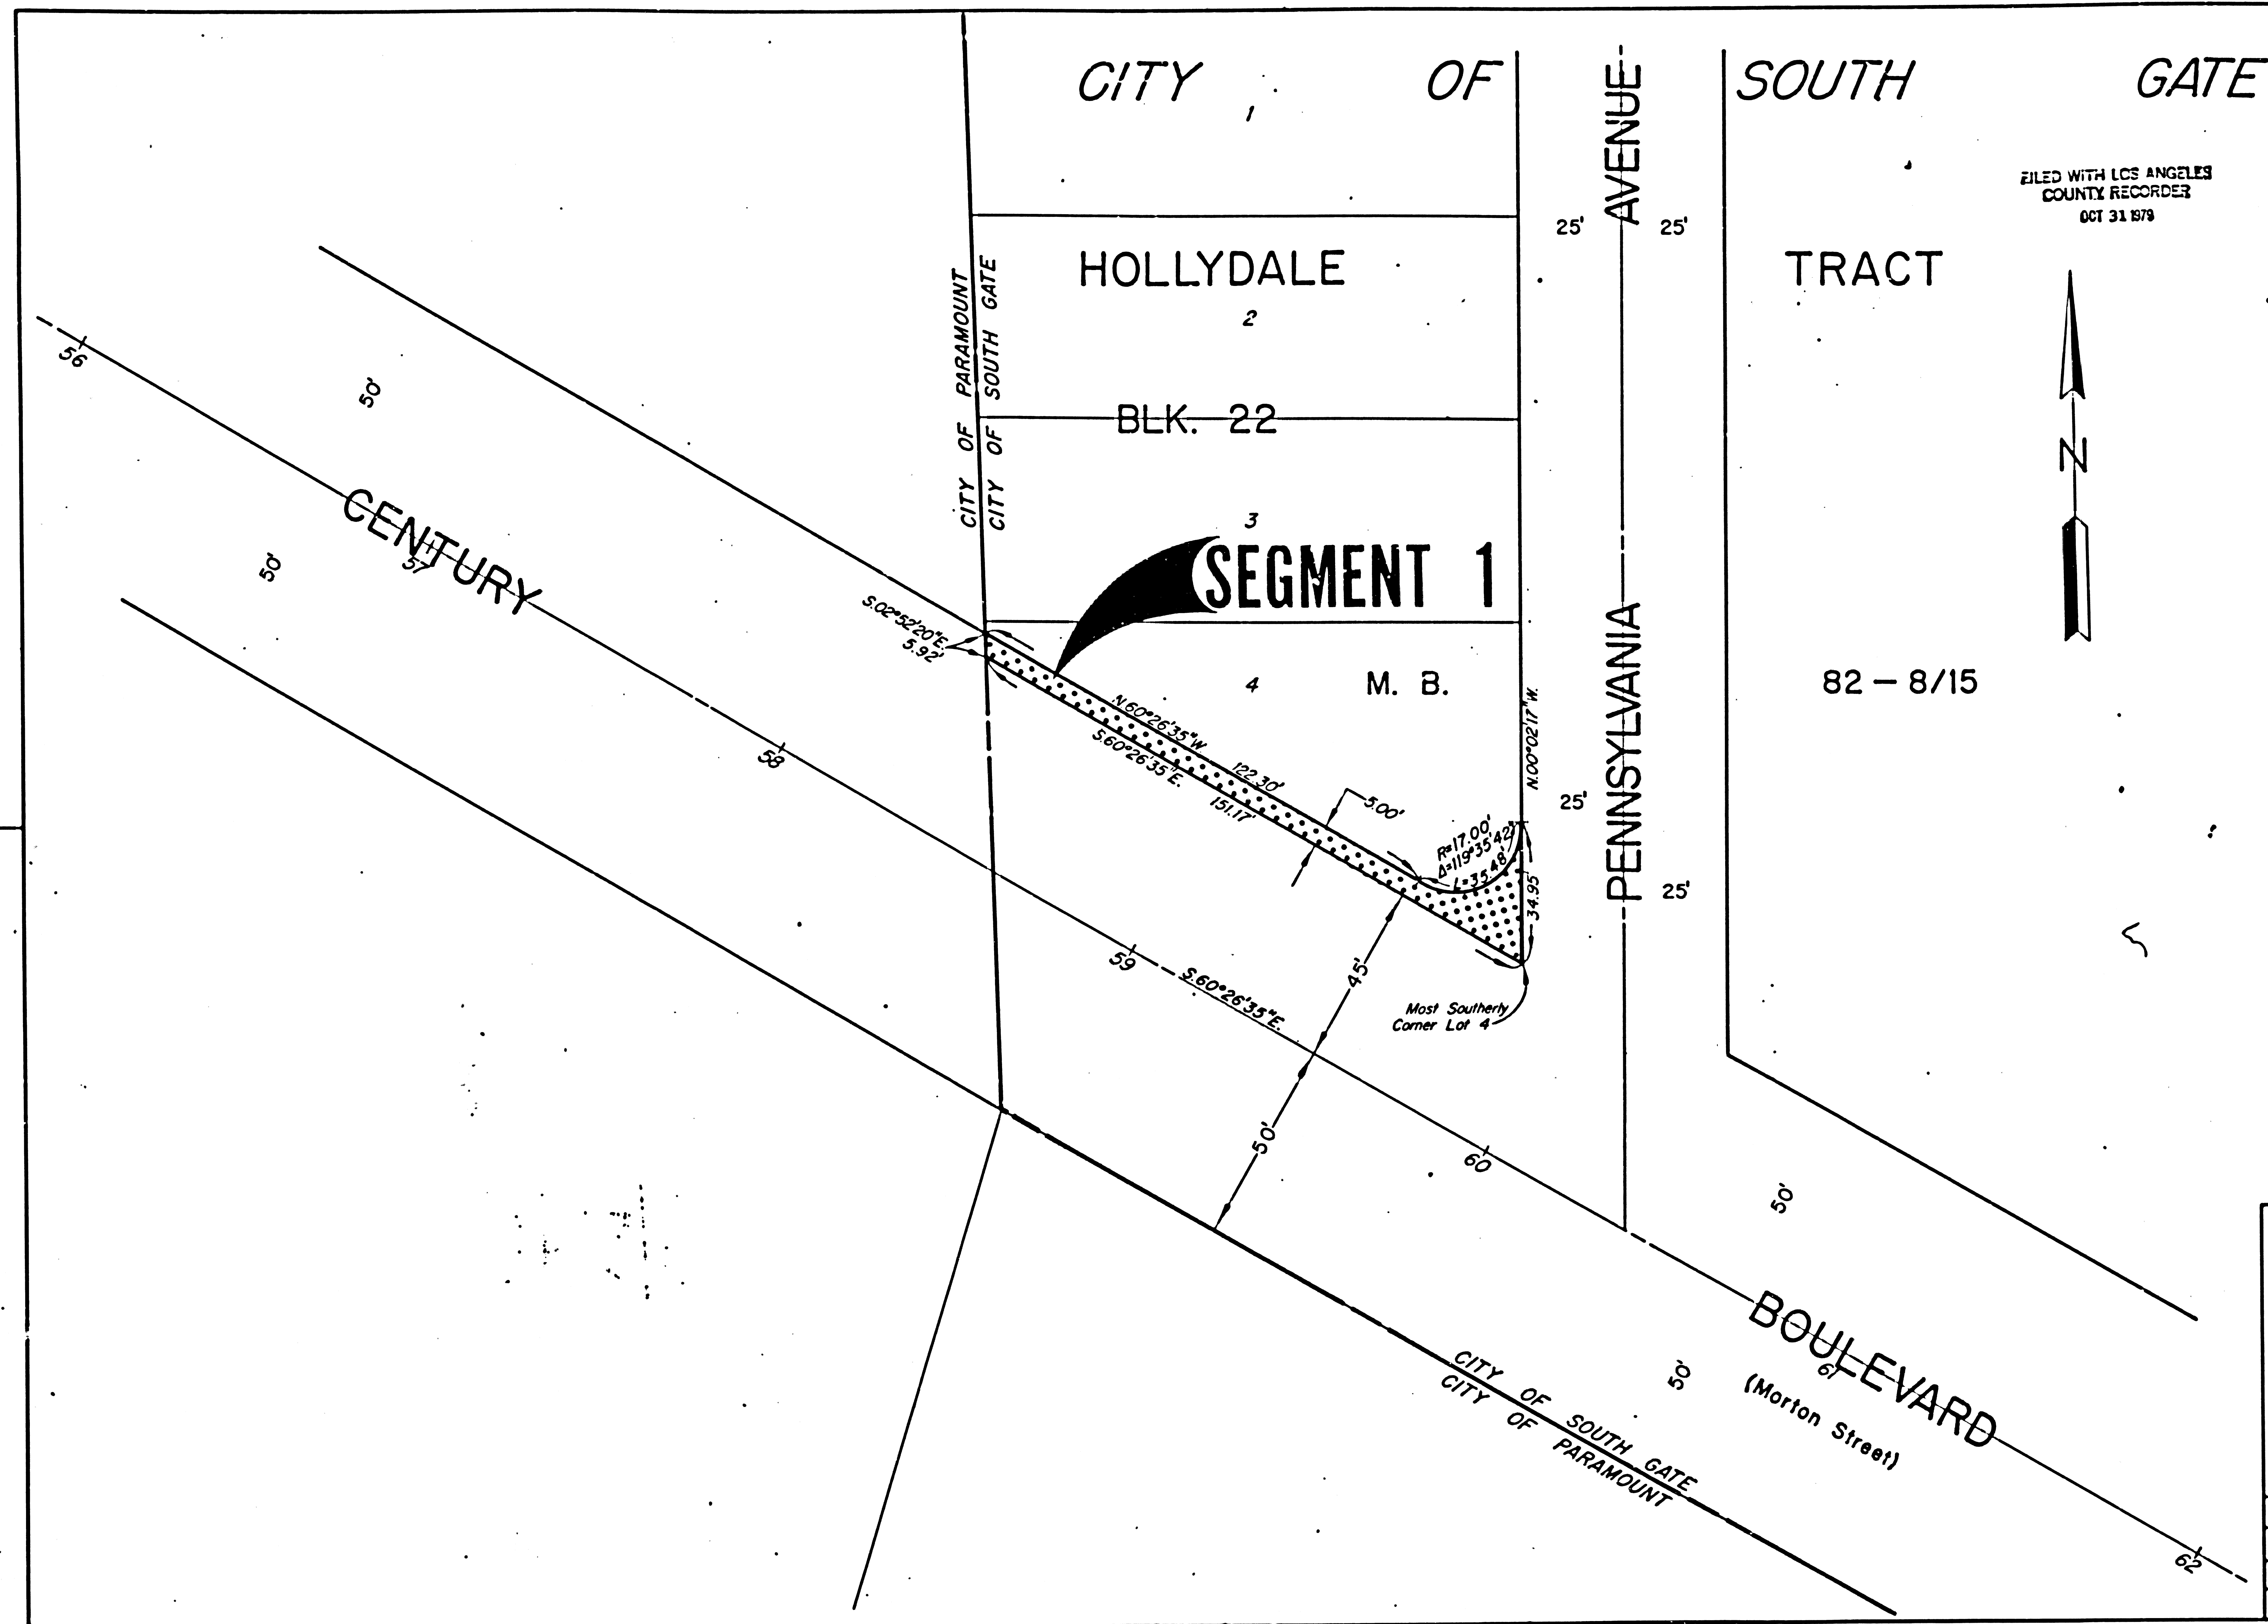 CITY OF SOUTH GATE
1
AVENUE
FILED WITH LOS ANGELES
COUNTY RECORDER
OCT 31 1979
25'
25'
HOLLYDALE
TRACT
2
CITY OF PARAMOUNT
CITY OF SOUTH GATE
56
50'
BLK. 22
N
CENTURY
57
50'
3
SEGMENT 1
S.02°52'20"E.
5.92'
4
M. B.
82 - 8/15
N.60°26'35"W
122.30'
S.60°26'35"E.
151.17'
5.00'
N.00°02'17"W.
PENNSYLVANIA
25'
25'
58
R=17.00'
Δ=119°35'42"
L=35.48'
34.95'
59
S.60°26'35"E.
45'
Most Southerly
Corner Lot 4
50'
60
50'
BOULEVARD
61
(Morton Street)
50'
CITY OF SOUTH GATE
CITY OF PARAMOUNT
62